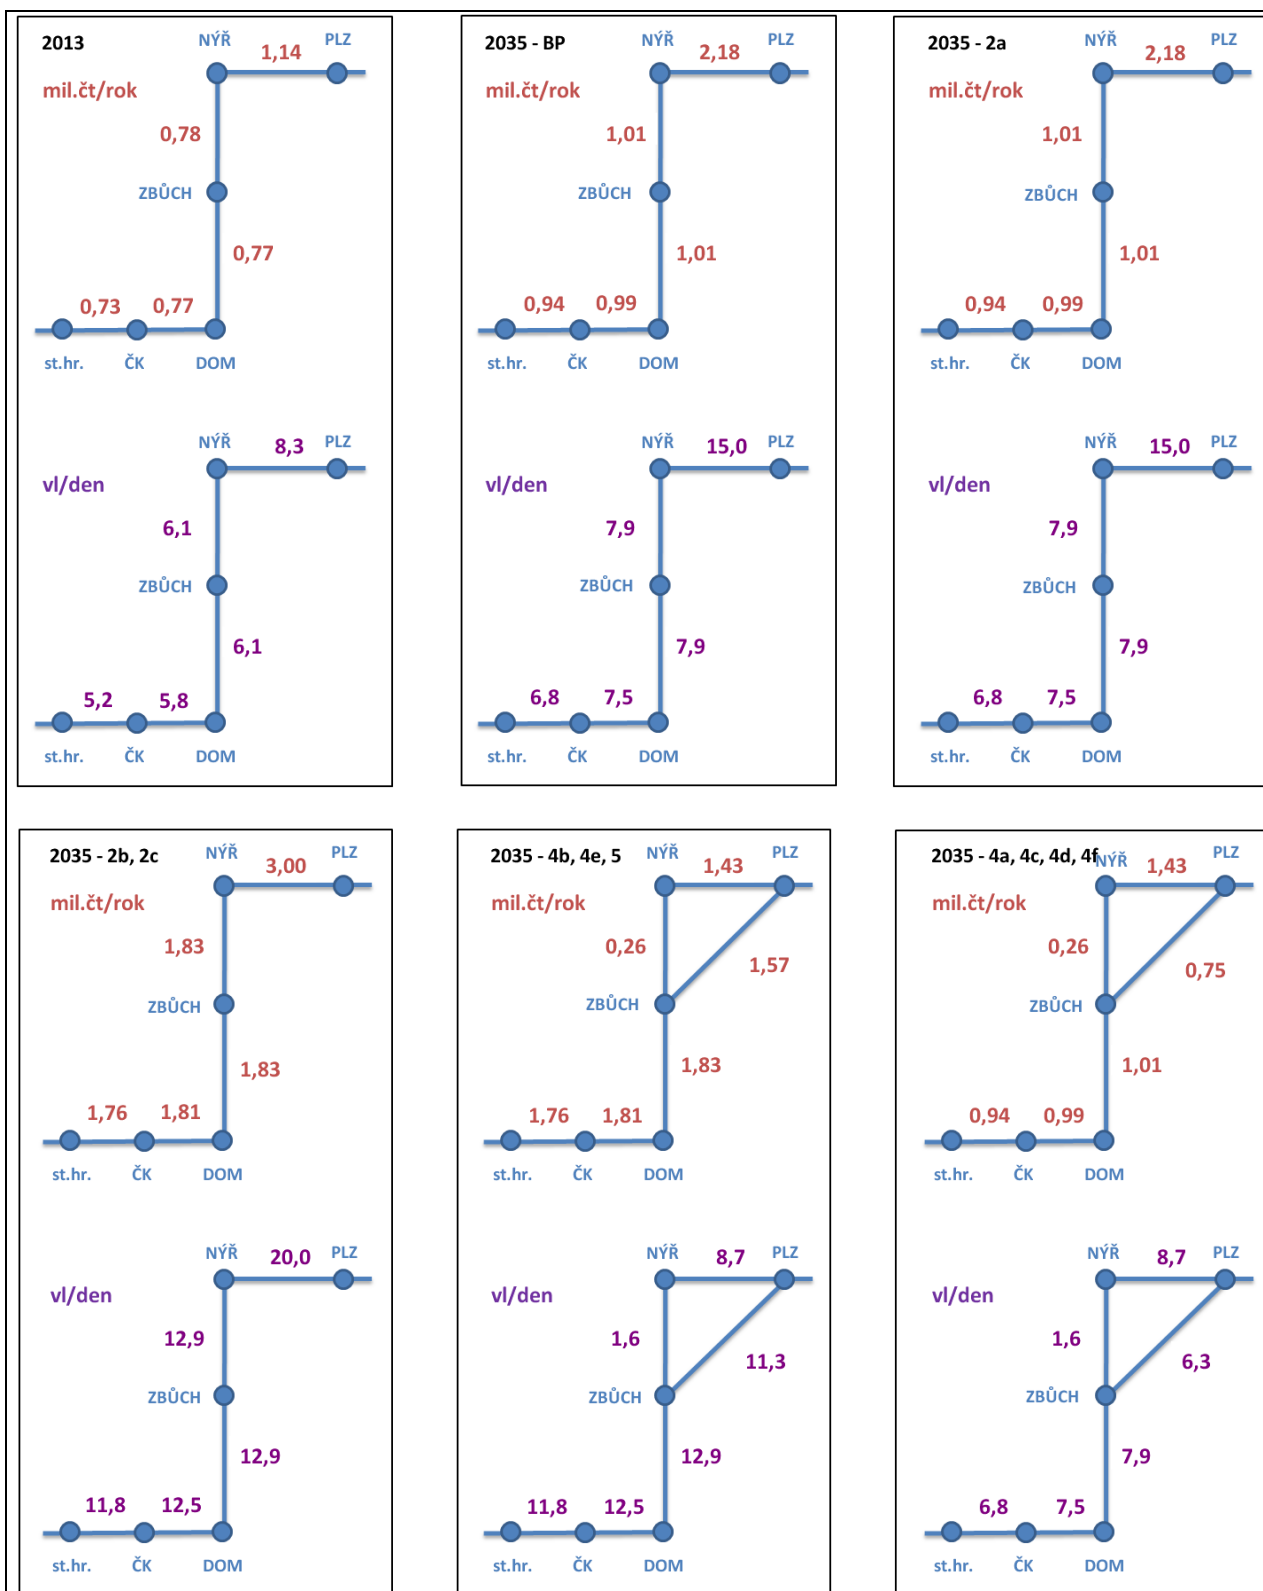 2013
NÝŘ
PLZ
1,14
mil.čt/rok
0,78
ZBŮCH
0,77
0,73
0,77
st.hr.
ČK
DOM
NÝŘ
PLZ
8,3
vl/den
6,1
ZBŮCH
6,1
5,2
5,8
st.hr.
ČK
DOM
2035 - BP
NÝŘ
PLZ
2,18
mil.čt/rok
1,01
ZBŮCH
1,01
0,94
0,99
st.hr.
ČK
DOM
NÝŘ
PLZ
15,0
vl/den
7,9
ZBŮCH
7,9
6,8
7,5
st.hr.
ČK
DOM
2035 - 2a
NÝŘ
PLZ
2,18
mil.čt/rok
1,01
ZBŮCH
1,01
0,94
0,99
st.hr.
ČK
DOM
NÝŘ
PLZ
15,0
vl/den
7,9
ZBŮCH
7,9
6,8
7,5
st.hr.
ČK
DOM
2035 - 2b, 2c
NÝŘ
PLZ
3,00
mil.čt/rok
1,83
ZBŮCH
1,83
1,76
1,81
st.hr.
ČK
DOM
NÝŘ
PLZ
20,0
vl/den
12,9
ZBŮCH
12,9
11,8
12,5
st.hr.
ČK
DOM
2035 - 4b, 4e, 5
NÝŘ
PLZ
1,43
mil.čt/rok
0,26
1,57
ZBŮCH
1,83
1,76
1,81
st.hr.
ČK
DOM
NÝŘ
PLZ
8,7
vl/den
1,6
11,3
ZBŮCH
12,9
11,8
12,5
st.hr.
ČK
DOM
2035 - 4a, 4c, 4d, 4f
NÝŘ
PLZ
1,43
mil.čt/rok
0,26
0,75
ZBŮCH
1,01
0,94
0,99
st.hr.
ČK
DOM
NÝŘ
PLZ
8,7
vl/den
1,6
6,3
ZBŮCH
7,9
6,8
7,5
st.hr.
ČK
DOM